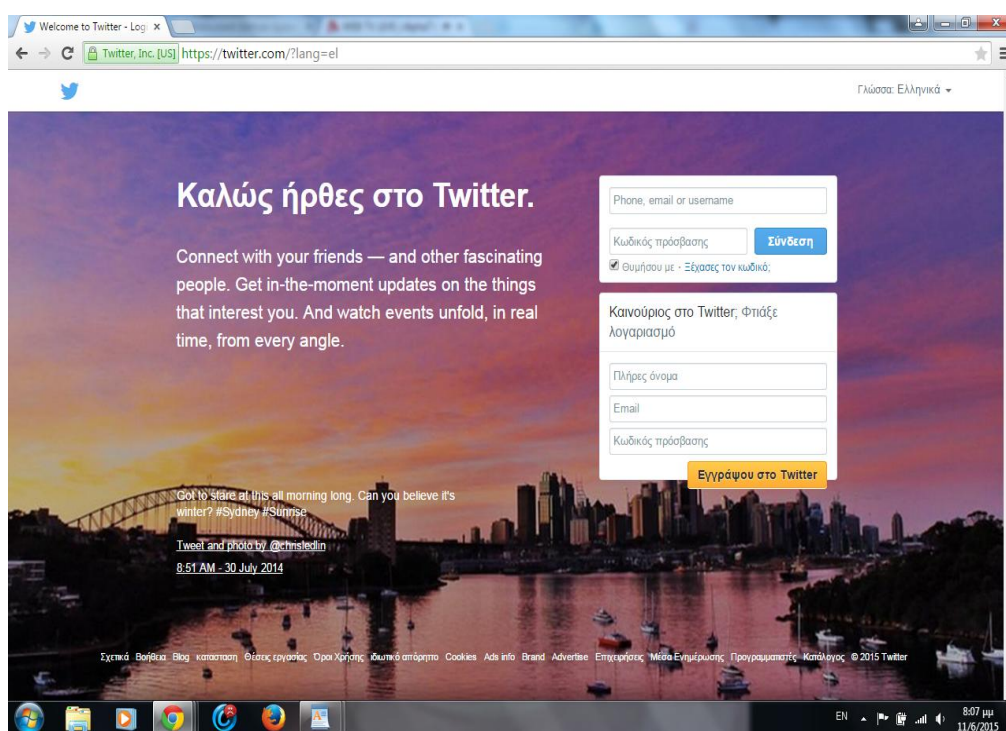 Welcome to Twitter - Log
Twitter, Inc. [US] https://twitter.com/?lang=el
Γλώσσα: Ελληνικά
Καλώς ήρθες στο Twitter.
Connect with your friends — and other fascinating
people. Get in-the-moment updates on the things
that interest you. And watch events unfold, in real
time, from every angle.
Phone, email or username
Κωδικός πρόσβασης
Σύνδεση
Θυμήσου με · Ξέχασες τον κωδικό;
Καινούριος στο Twitter; Φτιάξε
λογαριασμό
Πλήρες όνομα
Email
Κωδικός πρόσβασης
Εγγράψου στο Twitter
Got to stare at this all morning long. Can you believe it's
winter? #Sydney #Sunrise
Tweet and photo by @chrisledlin
8:51 AM - 30 July 2014
Σχετικά Βοήθεια Blog κατασταση Θέσεις εργασίας Όροι Χρήσης ιδιωτικό απόρρητο Cookies Ads info Brand Advertise Επιχειρήσεις Μέσα Ενημέρωσης Προγραμματιστές Κατάλογος © 2015 Twitter
EN
8:07 μμ
11/6/2015